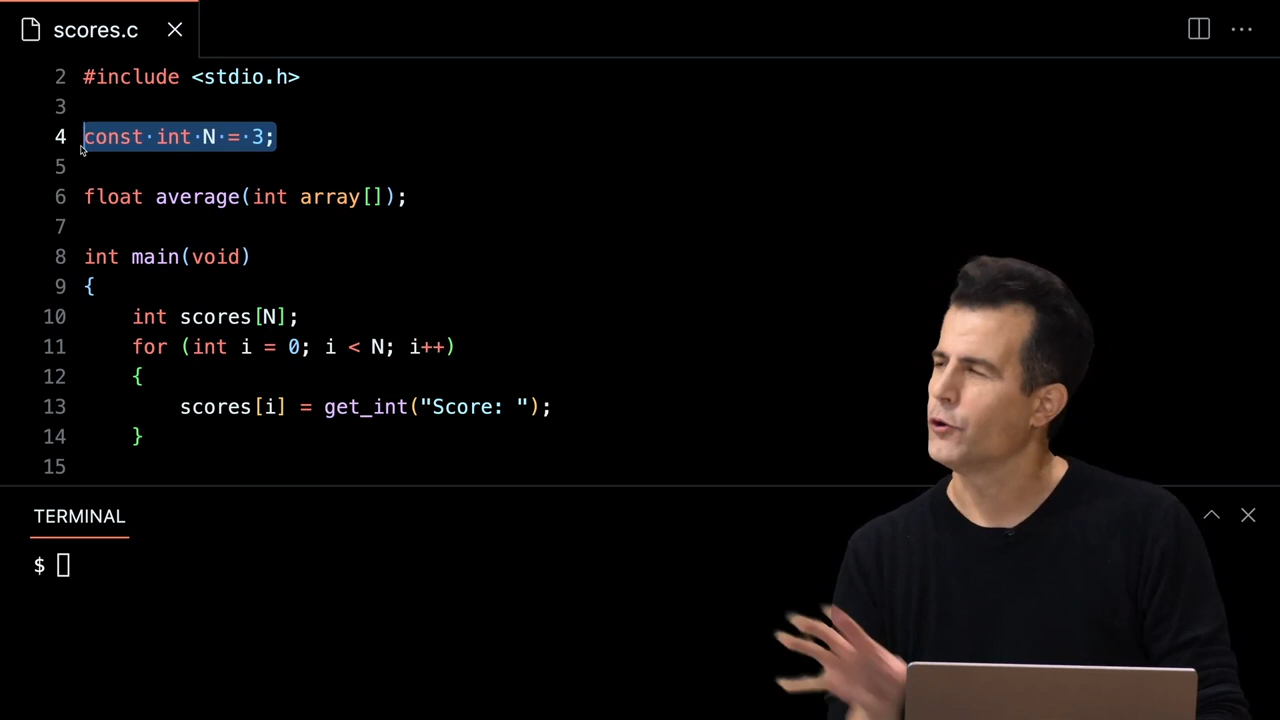 scores.c
2 #include <stdio.h>
3
4 const int N = 3;
5
6 float average(int array[]);
7
8 int main(void)
9 {
10     int scores[N];
11     for (int i = 0; i < N; i++)
12     {
13         scores[i] = get_int("Score: ");
14     }
15
TERMINAL
$